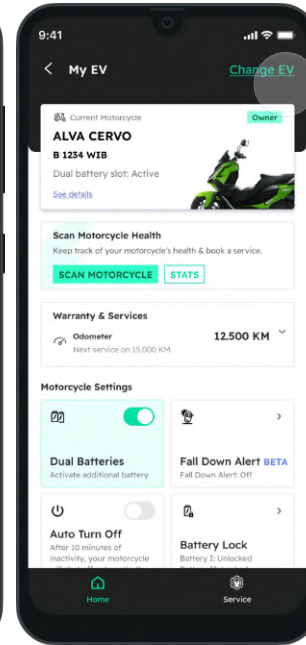 9:41
My EV
Change EV
Current Motorcycle
Owner
ALVA CERVO
B 1234 WIB
Dual battery slot: Active
See details
Scan Motorcycle Health
Keep track of your motorcycle's health & book a service.
SCAN MOTORCYCLE
STATS
Warranty & Services
Odometer
12.500 KM
Next service on 15.000 KM
Motorcycle Settings
Dual Batteries
Activate additional battery
Fall Down Alert BETA
Fall Down Alert: Off
Auto Turn Off
After 10 minutes of
inactivity, your motorcycle
Battery Lock
Battery 1: Unlocked
Home
Service